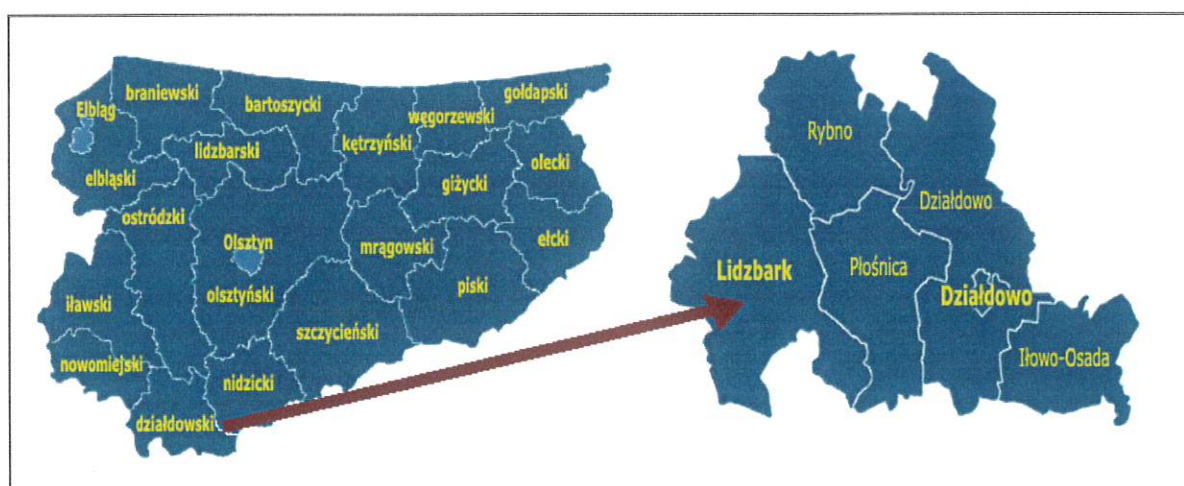 braniewski
bartoszycki
gołdapski
Elbląg
węgorzewski
lidzbarski
kętrzyński
olecki
elbląski
giżycki
ostródzki
Olsztyn
mrągowski
ełcki
olsztyński
piski
iławski
szczycieński
nowomiejski
nidzicki
działdowski
Rybno
Działdowo
Lidzbark
Płośnica
Działdowo
Iłowo-Osada